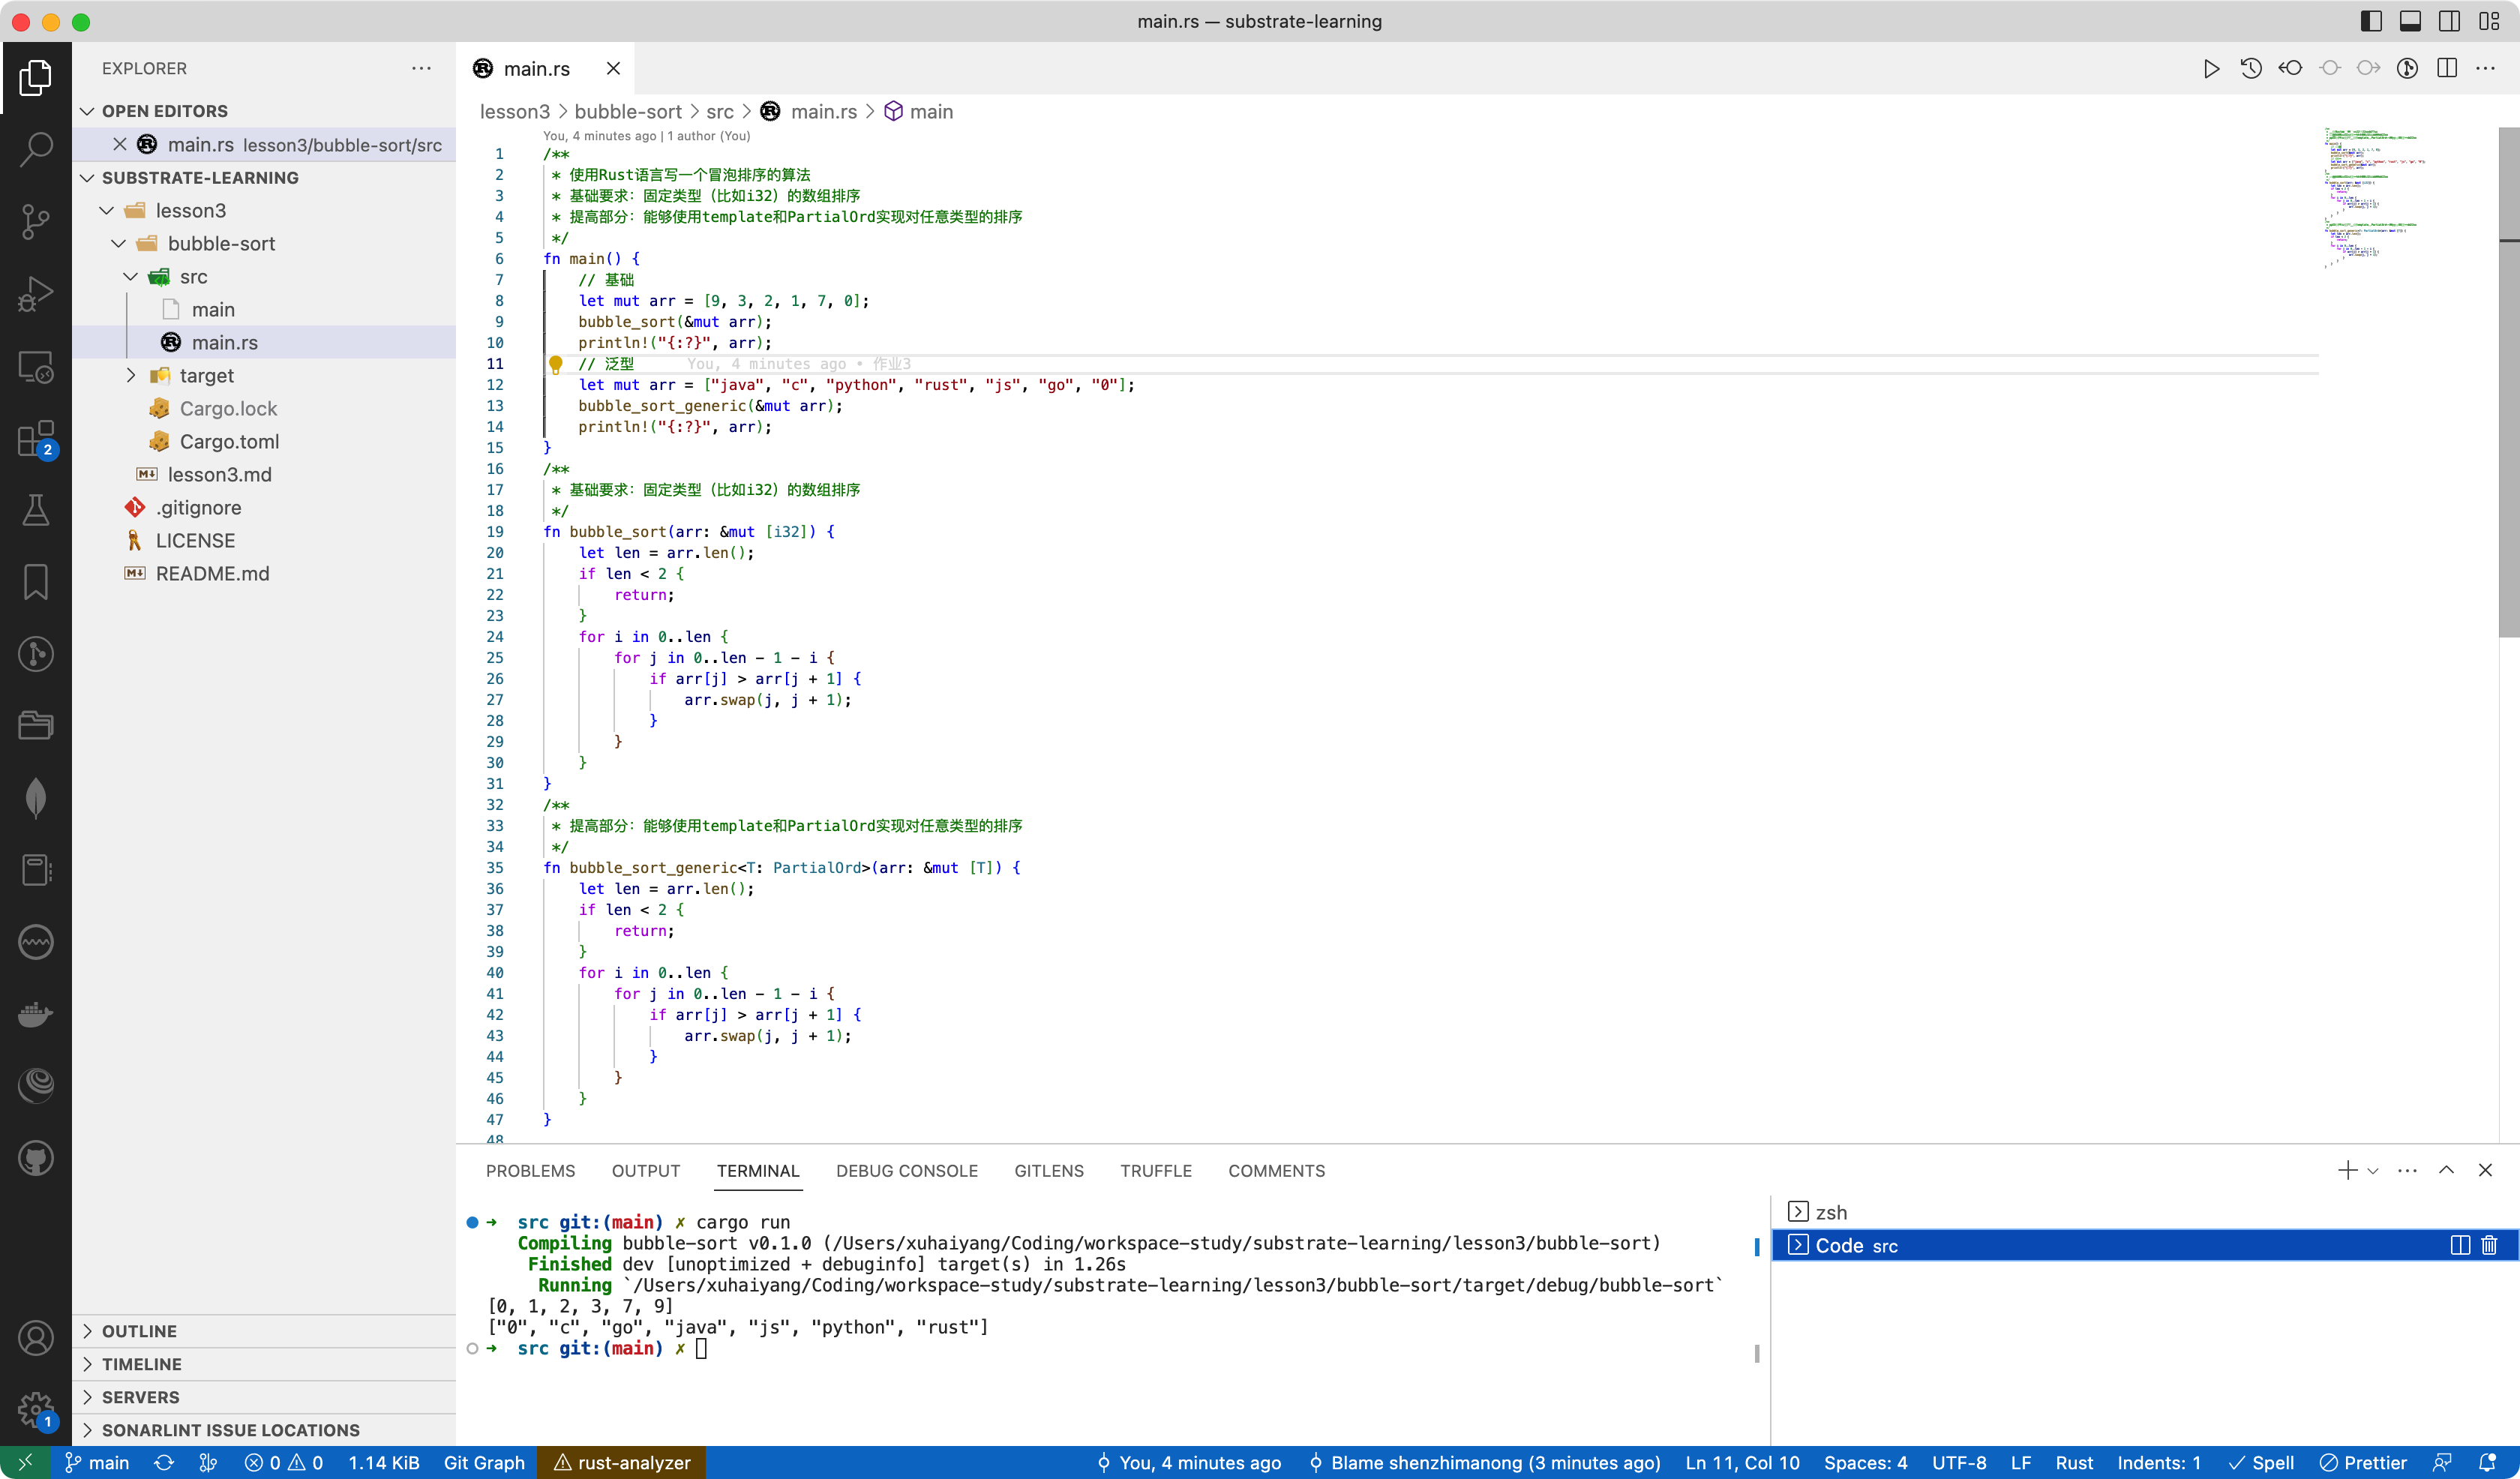 main.rs — substrate-learning
EXPLORER
OPEN EDITORS
main.rs lesson3/bubble-sort/src
SUBSTRATE-LEARNING
lesson3
bubble-sort
src
main
main.rs
target
Cargo.lock
Cargo.toml
lesson3.md
.gitignore
LICENSE
README.md
OUTLINE
TIMELINE
SERVERS
SONARLINT ISSUE LOCATIONS
2
1
main.rs
lesson3 > bubble-sort > src > main.rs > main
You, 4 minutes ago | 1 author (You)
1 /**
2 * 使用Rust语言写一个冒泡排序的算法
3 * 基础要求：固定类型（比如i32）的数组排序
4 * 提高部分：能够使用template和PartialOrd实现对任意类型的排序
5 */
6 fn main() {
7 // 基础
8 let mut arr = [9, 3, 2, 1, 7, 0];
9 bubble_sort(&mut arr);
10 println!("{:?}", arr);
11 // 泛型 You, 4 minutes ago • 作业3
12 let mut arr = ["java", "c", "python", "rust", "js", "go", "0"];
13 bubble_sort_generic(&mut arr);
14 println!("{:?}", arr);
15 }
16 /**
17 * 基础要求：固定类型（比如i32）的数组排序
18 */
19 fn bubble_sort(arr: &mut [i32]) {
20 let len = arr.len();
21 if len < 2 {
22 return;
23 }
24 for i in 0..len {
25 for j in 0..len - 1 - i {
26 if arr[j] > arr[j + 1] {
27 arr.swap(j, j + 1);
28 }
29 }
30 }
31 }
32 /**
33 * 提高部分：能够使用template和PartialOrd实现对任意类型的排序
34 */
35 fn bubble_sort_generic<T: PartialOrd>(arr: &mut [T]) {
36 let len = arr.len();
37 if len < 2 {
38 return;
39 }
40 for i in 0..len {
41 for j in 0..len - 1 - i {
42 if arr[j] > arr[j + 1] {
43 arr.swap(j, j + 1);
44 }
45 }
46 }
47 }
48
PROBLEMS OUTPUT TERMINAL DEBUG CONSOLE GITLENS TRUFFLE COMMENTS
➜ src git:(main) ✗ cargo run
Compiling bubble-sort v0.1.0 (/Users/xuhaiyang/Coding/workspace-study/substrate-learning/lesson3/bubble-sort)
Finished dev [unoptimized + debuginfo] target(s) in 1.26s
Running `/Users/xuhaiyang/Coding/workspace-study/substrate-learning/lesson3/bubble-sort/target/debug/bubble-sort`
[0, 1, 2, 3, 7, 9]
["0", "c", "go", "java", "js", "python", "rust"]
➜ src git:(main) ✗
zsh
Code src
main 0 0 1.14 KiB Git Graph rust-analyzer You, 4 minutes ago Blame shenzhimanong (3 minutes ago) Ln 11, Col 10 Spaces: 4 UTF-8 LF Rust Indents: 1 Spell Prettier